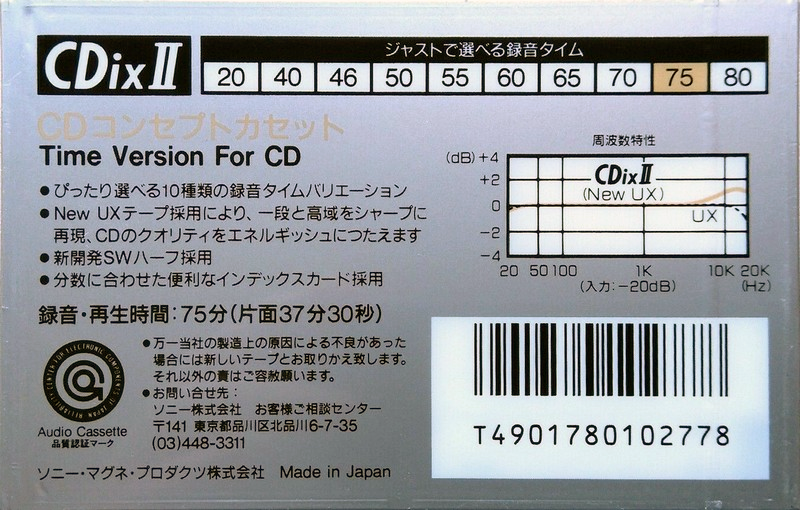 CDixⅡ
ジャストで選べる録音タイム
20 40 46 50 55 60 65 70 75 80
CDコンセプトカセット
Time Version For CD
●ぴったり選べる10種類の録音タイムバリエーション
●New UXテープ採用により、一段と高域をシャープに
再現、CDのクオリティをエネルギッシュにつたえます
●新開発SWハーフ採用
●分数に合わせた便利なインデックスカード採用
録音・再生時間：75分(片面37分30秒)
周波数特性
(dB) +4
+2
0
-2
-4
CDixⅡ
(New UX)
UX
20 50 100 1K 10K 20K
(入力：-20dB) (Hz)
RELIABILITY CENTER FOR ELECTRONIC COMPONENTS OF JAPAN
Audio Cassette
品質認証マーク
●万一当社の製造上の原因による不良があった
場合には新しいテープとお取りかえ致します。
それ以外の責はご容赦願います。
●お問い合せ先：
ソニー株式会社 お客様ご相談センター
〒141 東京都品川区北品川6-7-35
(03)448-3311
ソニー・マグネ・プロダクツ株式会社 Made in Japan
T4901780102778